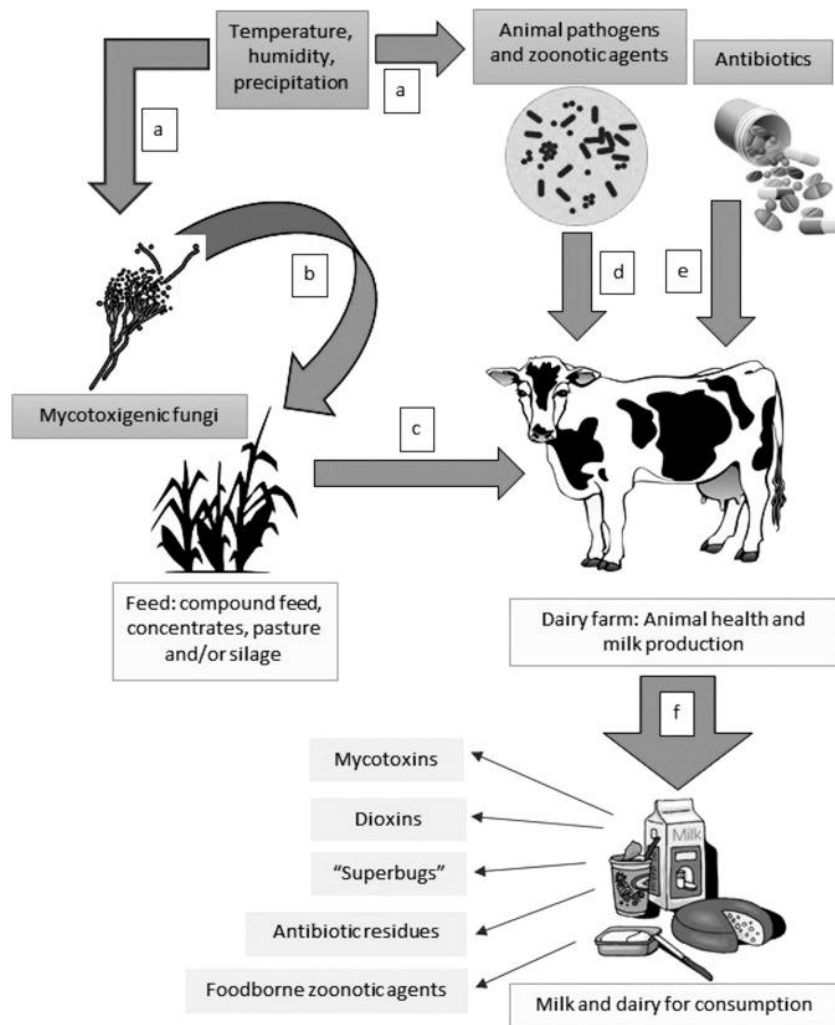 Temperature,
humidity,
precipitation
Animal pathogens
and zoonotic agents
Antibiotics
a
a
b
d
e
Mycotoxigenic fungi
c
Feed: compound feed,
concentrates, pasture
and/or silage
Dairy farm: Animal health and
milk production
f
Mycotoxins
Dioxins
"Superbugs"
Antibiotic residues
Foodborne zoonotic agents
Milk
Milk and dairy for consumption